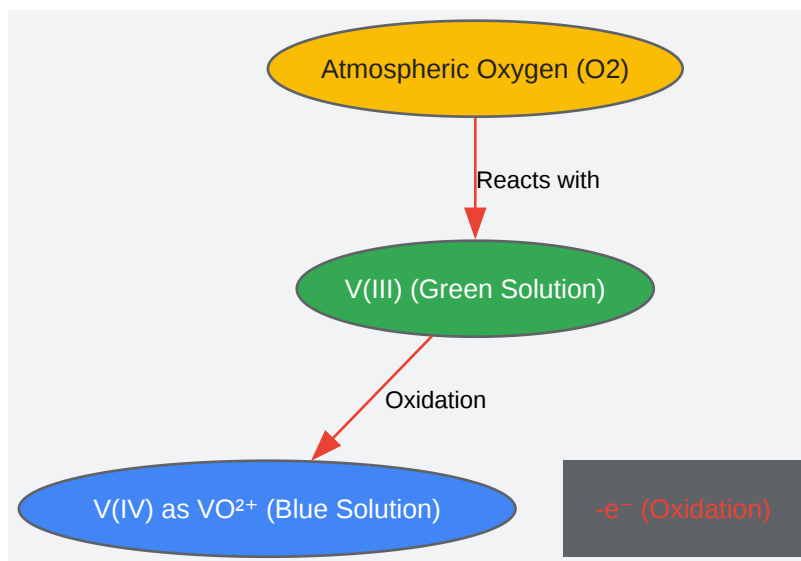 Atmospheric Oxygen (O2)
Reacts with
V(III) (Green Solution)
Oxidation
V(IV) as VO²⁺ (Blue Solution)
-e⁻ (Oxidation)